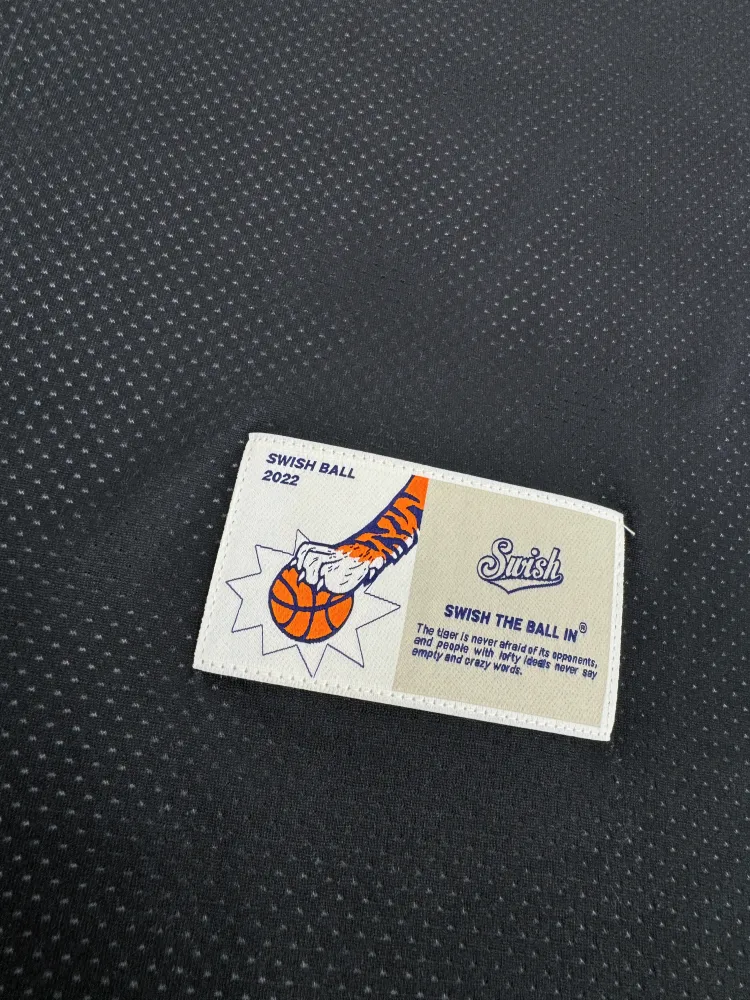 SWISH BALL
2022
Swish
SWISH THE BALL IN®
The tiger is never afraid of its opponents,
and people with lofty ideals never say
empty and crazy words.